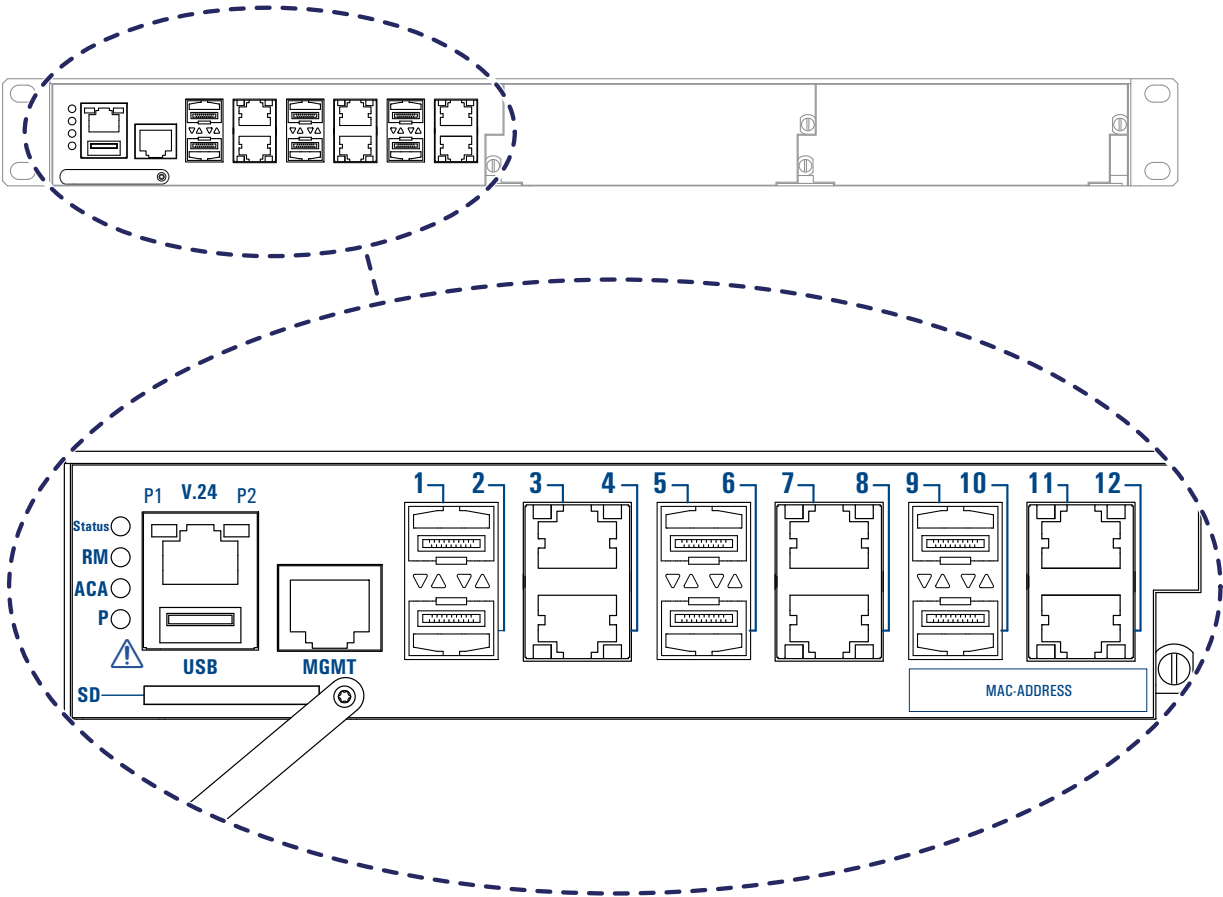 1 2 3 4 5 6 7 8 9 10 11 12
P1 V.24 P2
Status
RM
ACA
P
USB MGMT
SD
MAC-ADDRESS